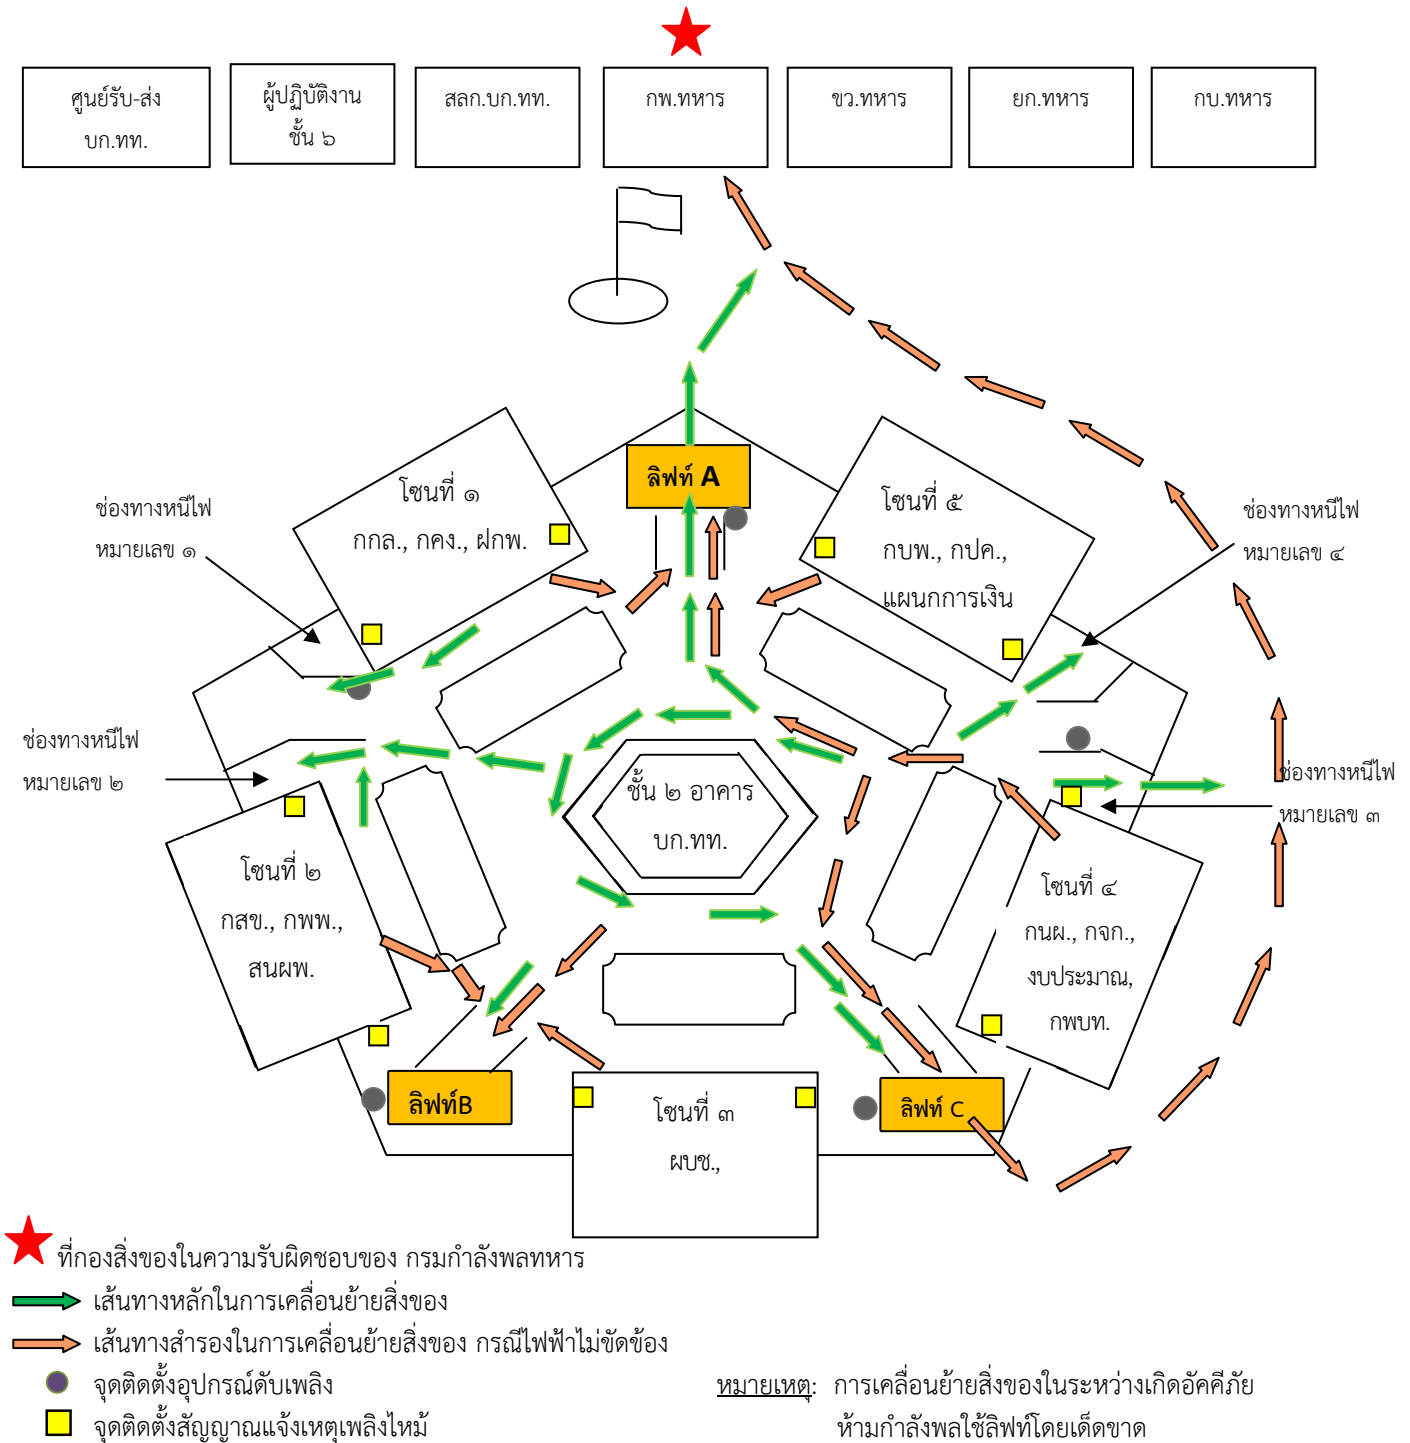 ศูนย์รับ-ส่ง
บก.ทท.
ผู้ปฏิบัติงาน
ชั้น ๖
สลก.บก.ทท.
กพ.ทหาร
ขว.ทหาร
ยก.ทหาร
กบ.ทหาร
ลิฟท์ A
โซนที่ ๑
กกล., กคง., ฝกพ.
โซนที่ ๕
กบพ., กปค.,
แผนกการเงิน
ช่องทางหนีไฟ
หมายเลข ๑
ช่องทางหนีไฟ
หมายเลข ๔
ช่องทางหนีไฟ
หมายเลข ๒
ชั้น ๒ อาคาร
บก.ทท.
ช่องทางหนีไฟ
หมายเลข ๓
โซนที่ ๒
กสข., กพพ.,
สนผพ.
โซนที่ ๔
กนผ., กจก.,
งบประมาณ,
กพบท.
ลิฟท์B
โซนที่ ๓
ผบช.,
ลิฟท์ C
ที่กองสิ่งของในความรับผิดชอบของ กรมกำลังพลทหาร
เส้นทางหลักในการเคลื่อนย้ายสิ่งของ
เส้นทางสำรองในการเคลื่อนย้ายสิ่งของ กรณีไฟฟ้าไม่ขัดข้อง
จุดติดตั้งอุปกรณ์ดับเพลิง
จุดติดตั้งสัญญาณแจ้งเหตุเพลิงไหม้
หมายเหตุ: การเคลื่อนย้ายสิ่งของในระหว่างเกิดอัคคีภัย
ห้ามกำลังพลใช้ลิฟท์โดยเด็ดขาด